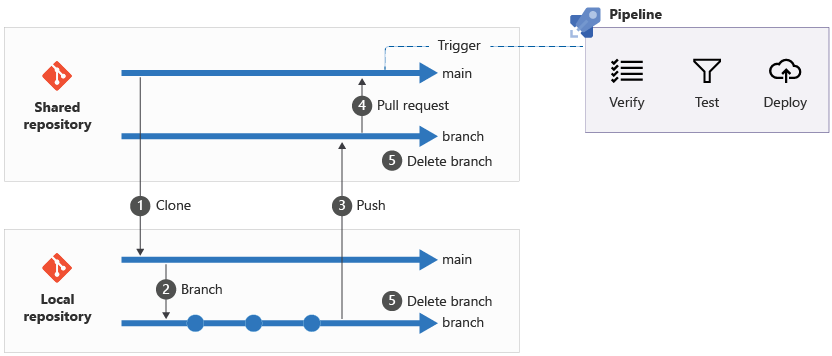 Pipeline
Trigger
main
Shared
repository
4 Pull request
branch
5 Delete branch
Verify
Test
Deploy
1 Clone
3 Push
main
2 Branch
Local
repository
5 Delete branch
branch